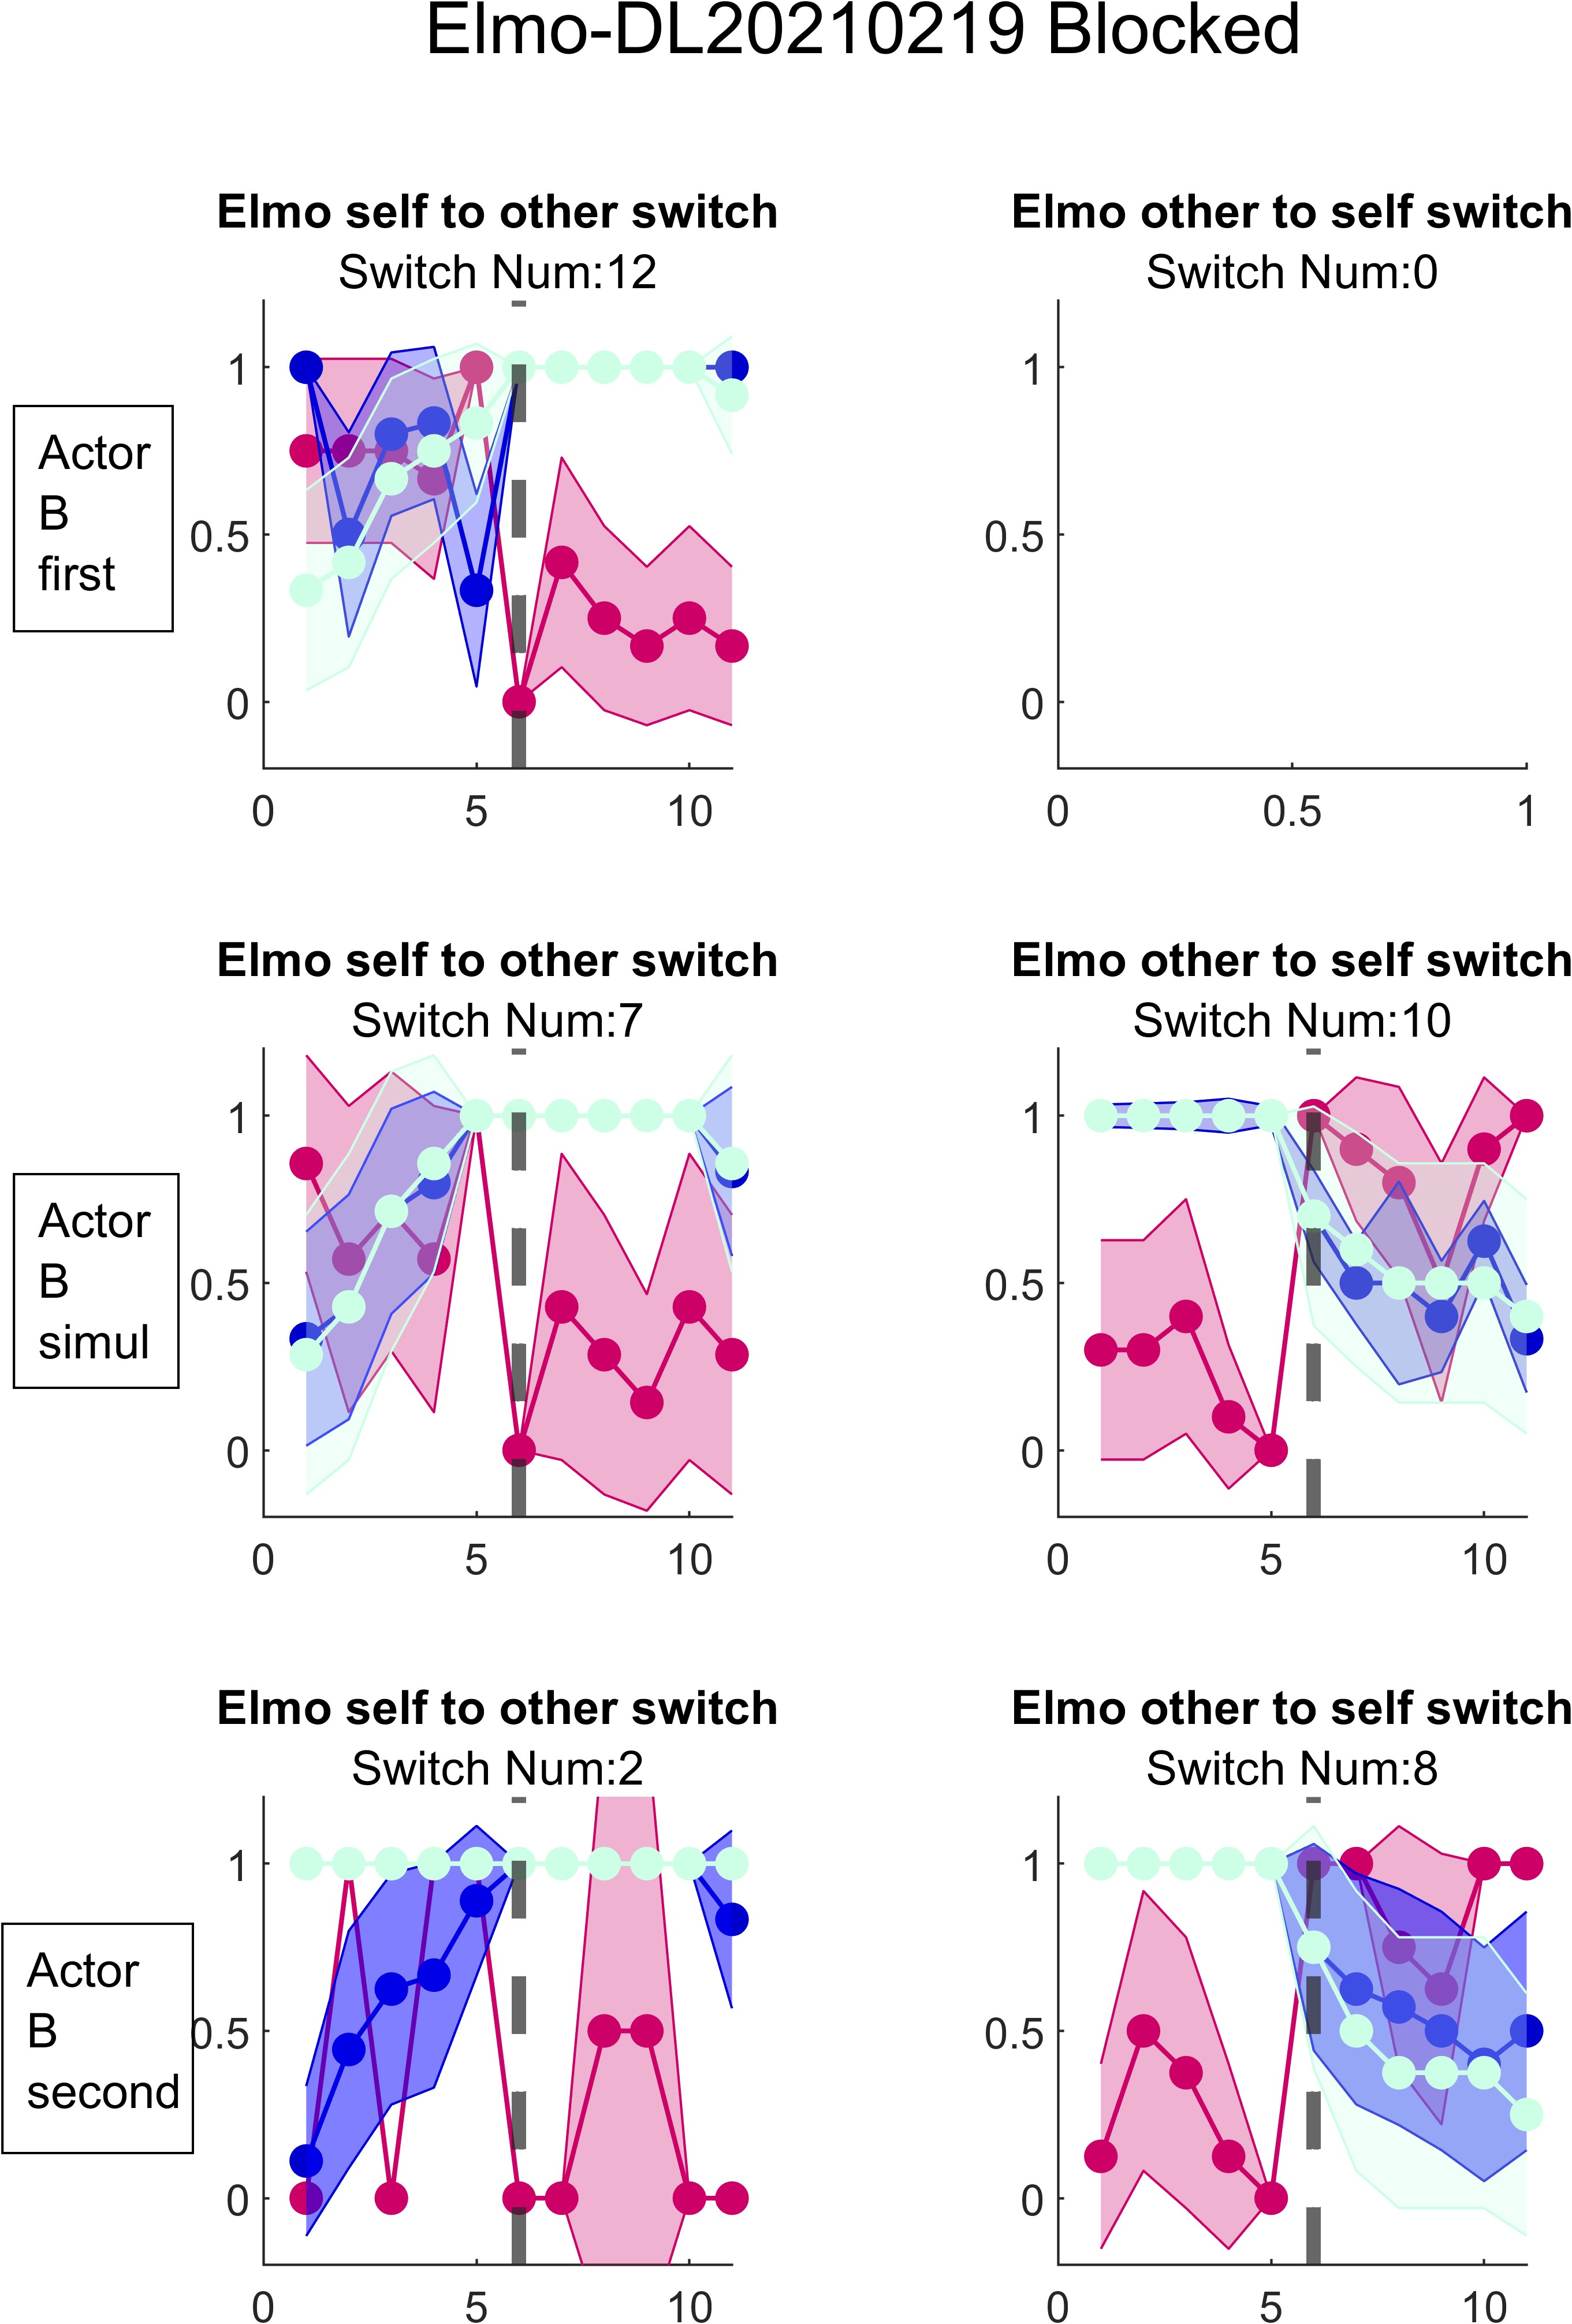 Elmo-DL20210219 Blocked
Elmo self to other switch
Switch Num:12
Elmo other to self switch
Switch Num:0
Actor
B
first
1
0.5
0
0
5
10
1
0.5
0
0
0.5
1
Elmo self to other switch
Switch Num:7
Elmo other to self switch
Switch Num:10
Actor
B
simul
1
0.5
0
0
5
10
1
0.5
0
0
5
10
Elmo self to other switch
Switch Num:2
Elmo other to self switch
Switch Num:8
Actor
B
second
1
0.5
0
0
5
10
1
0.5
0
0
5
10